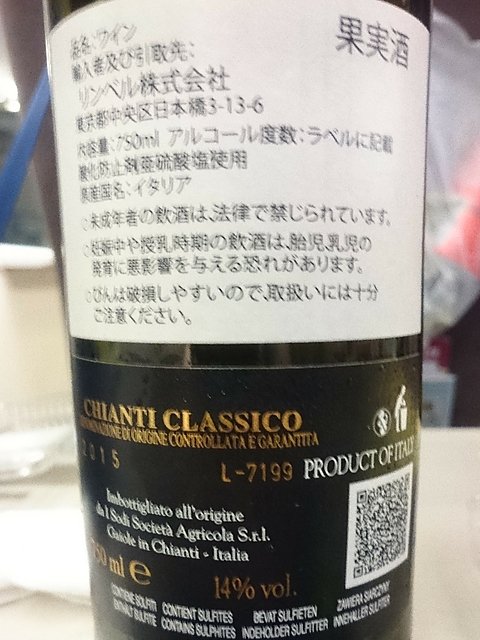 果実酒
品名:ワイン
輸入者及び引取先:
リンベル株式会社
東京都中央区日本橋3-13-6
内容量:750ml アルコール度数:ラベルに記載
酸化防止剤亜硫酸塩使用
原産国名:イタリア
○未成年者の飲酒は、法律で禁じられています。
○妊娠中や授乳時期の飲酒は、胎児、乳児の
発育に悪影響を与える恐れがあります。
○びんは破損しやすいので、取扱いには十分
ご注意ください。
CHIANTI CLASSICO
DENOMINAZIONE DI ORIGINE CONTROLLATA E GARANTITA
2015
L-7199 PRODUCT OF ITALY
Imbottigliato all'origine
da I Sodi Società Agricola S.r.l.
Gaiole in Chianti - Italia
750 ml e
14% vol.
CONTIENE SOLFITI CONTIENT SULFITES BEVAT SULFIETEN ZAWIERA SIARCZYNY
ENTHÄLT SULFITE CONTAINS SULPHITES INDEHOLDER SULFITTER INNEHÅLLER SULFITER